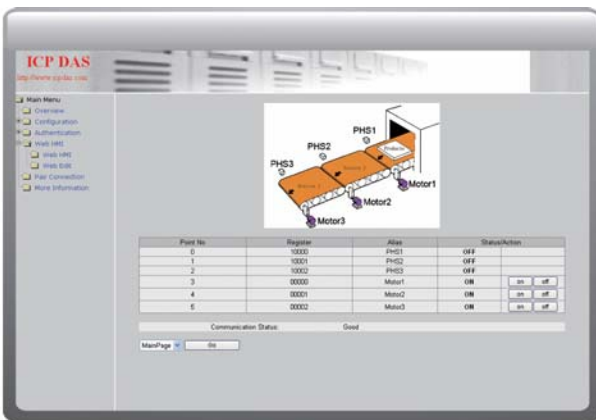 ICP DAS
http://www.icpdas.com
Main Menu
Overview
Configuration
Authentication
Web HMI
Web HMI
Web Edit
Pair Connection
More Information
PHS1
PHS2
PHS3
Products
Motor1
Motor2
Motor3
Point No Register Alias Status/Action
0 10000 PHS1 OFF
1 10001 PHS2 OFF
2 10002 PHS3 OFF
3 00000 Motor1 ON on off
4 00001 Motor2 ON on off
5 00002 Motor3 ON on off
Communication Status: Good
MainPage Go